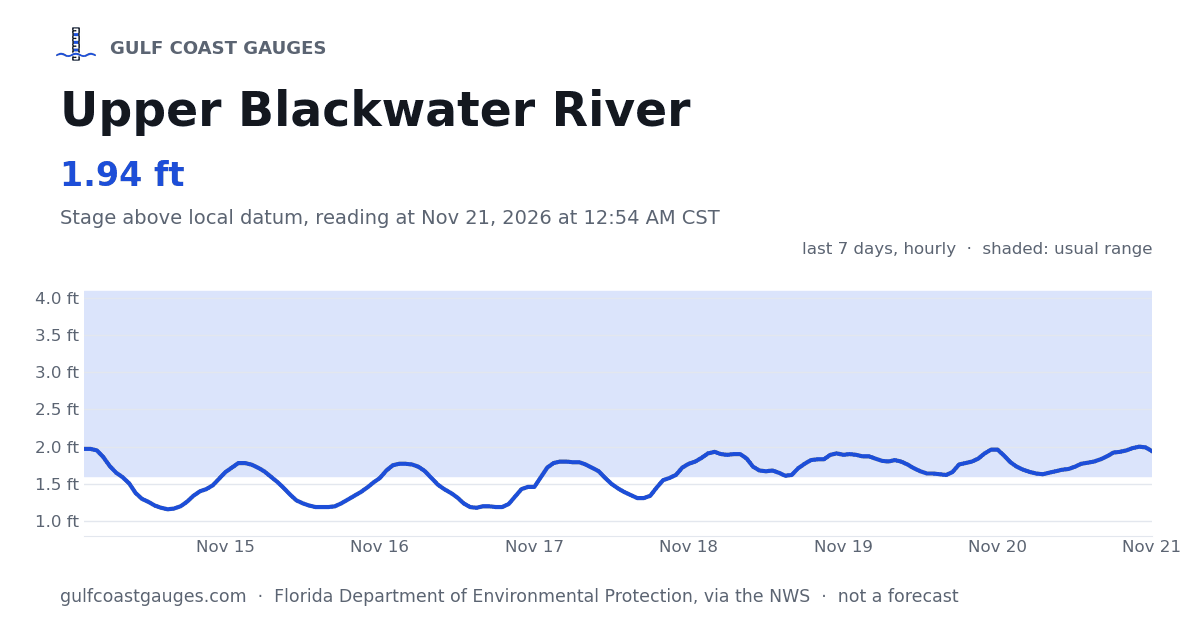 GULF COAST GAUGES
Upper Blackwater River
1.94 ft
Stage above local datum, reading at Nov 21, 2026 at 12:54 AM CST
last 7 days, hourly · shaded: usual range
4.0 ft
3.5 ft
3.0 ft
2.5 ft
2.0 ft
1.5 ft
1.0 ft
Nov 15 Nov 16 Nov 17 Nov 18 Nov 19 Nov 20 Nov 21
gulfcoastgauges.com · Florida Department of Environmental Protection, via the NWS · not a forecast